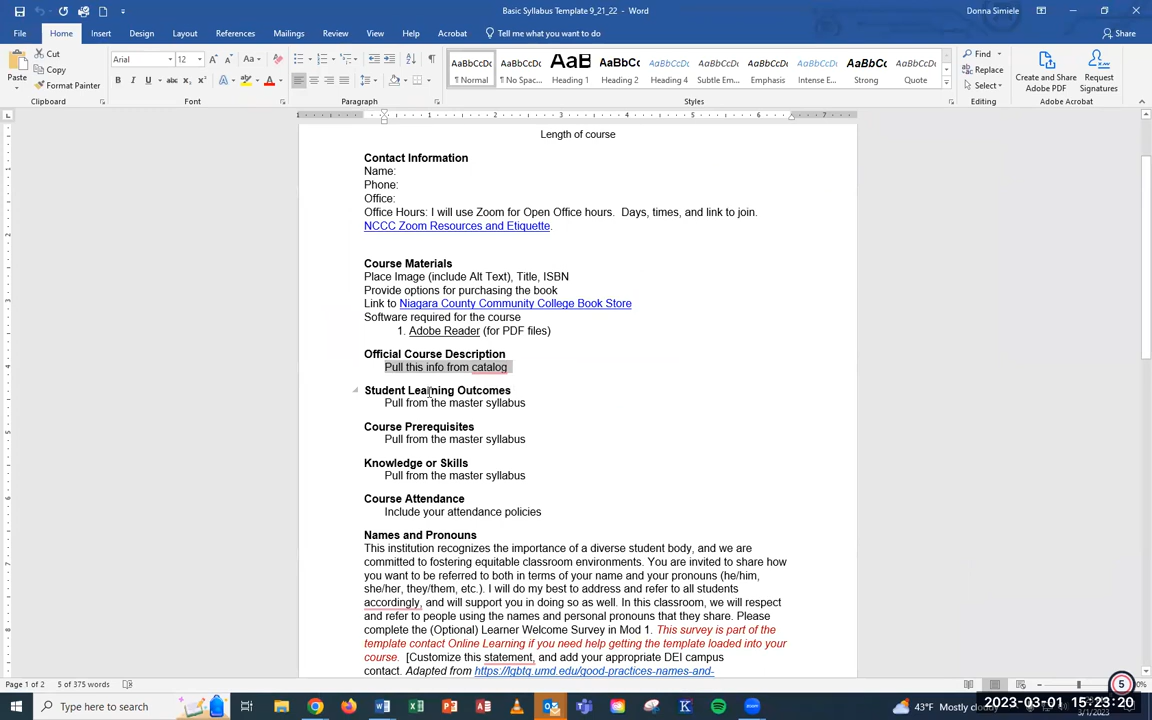 Basic Syllabus Template 9_21_22 - Word
Donna Simiele
File Home Insert Design Layout References Mailings Review View Help Acrobat Tell me what you want to do Share
Paste
Cut
Copy
Format Painter
Clipboard
Arial 12
Font
Paragraph
AaBbCcDc AaBbCcDc AaBbC AaBbCc AaBbCcDc AaBbCcDc AaBbCcDc AaBbCcDc AaBbCcDc AaBbCcDc
¶ Normal ¶ No Spac... Heading 1 Heading 2 Heading 4 Subtle Em... Emphasis Intense E... Strong Quote
Styles
Find
Replace
Select
Editing
Create and Share Adobe PDF
Request Signatures
Adobe Acrobat
Length of course
Contact Information
Name:
Phone:
Office:
Office Hours: I will use Zoom for Open Office hours. Days, times, and link to join.
NCCC Zoom Resources and Etiquette.
Course Materials
Place Image (include Alt Text), Title, ISBN
Provide options for purchasing the book
Link to Niagara County Community College Book Store
Software required for the course
1. Adobe Reader (for PDF files)
Official Course Description
Pull this info from catalog
Student Learning Outcomes
Pull from the master syllabus
Course Prerequisites
Pull from the master syllabus
Knowledge or Skills
Pull from the master syllabus
Course Attendance
Include your attendance policies
Names and Pronouns
This institution recognizes the importance of a diverse student body, and we are
committed to fostering equitable classroom environments. You are invited to share how
you want to be referred to both in terms of your name and your pronouns (he/him,
she/her, they/them, etc.). I will do my best to address and refer to all students
accordingly, and will support you in doing so as well. In this classroom, we will respect
and refer to people using the names and personal pronouns that they share. Please
complete the (Optional) Learner Welcome Survey in Mod 1. This survey is part of the
template contact Online Learning if you need help getting the template loaded into your
course. [Customize this statement, and add your appropriate DEI campus
contact. Adapted from https://lgbtq.umd.edu/good-practices-names-and-
Page 1 of 2 5 of 375 words
5
Type here to search
43°F Mostly cloudy
2023-03-01 15:23:20